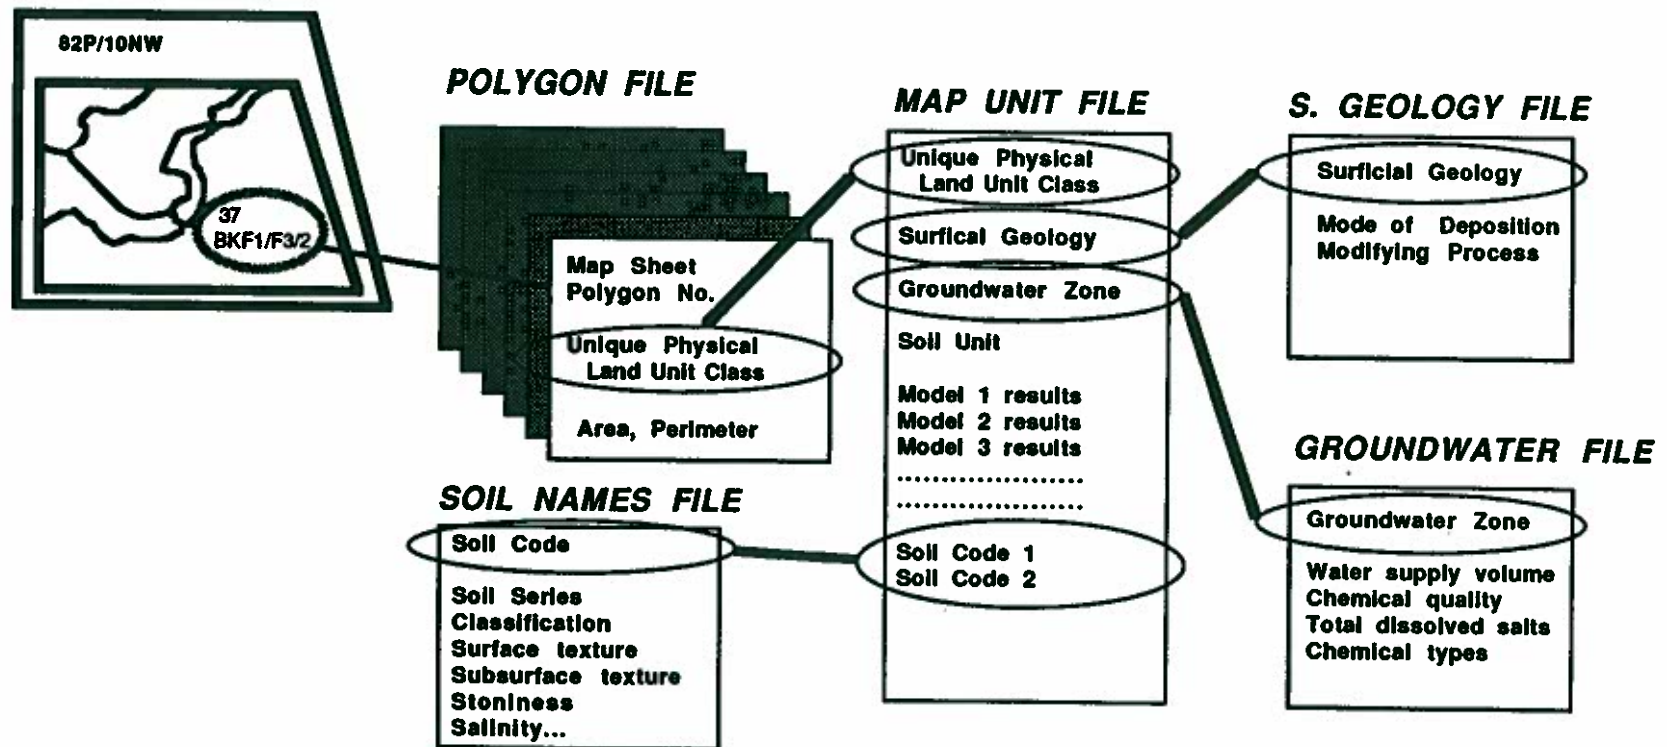 82P/10NW
37
BKF1/F3/2
POLYGON FILE
Map Sheet
Polygon No.
Unique Physical
Land Unit Class
Area, Perimeter
SOIL NAMES FILE
Soil Code
Soil Series
Classification
Surface texture
Subsurface texture
Stoniness
Salinity...
MAP UNIT FILE
Unique Physical
Land Unit Class
Surfical Geology
Groundwater Zone
Soil Unit
Model 1 results
Model 2 results
Model 3 results
.....................
.....................
Soil Code 1
Soil Code 2
S. GEOLOGY FILE
Surficial Geology
Mode of Deposition
Modifying Process
GROUNDWATER FILE
Groundwater Zone
Water supply volume
Chemical quality
Total dissolved salts
Chemical types